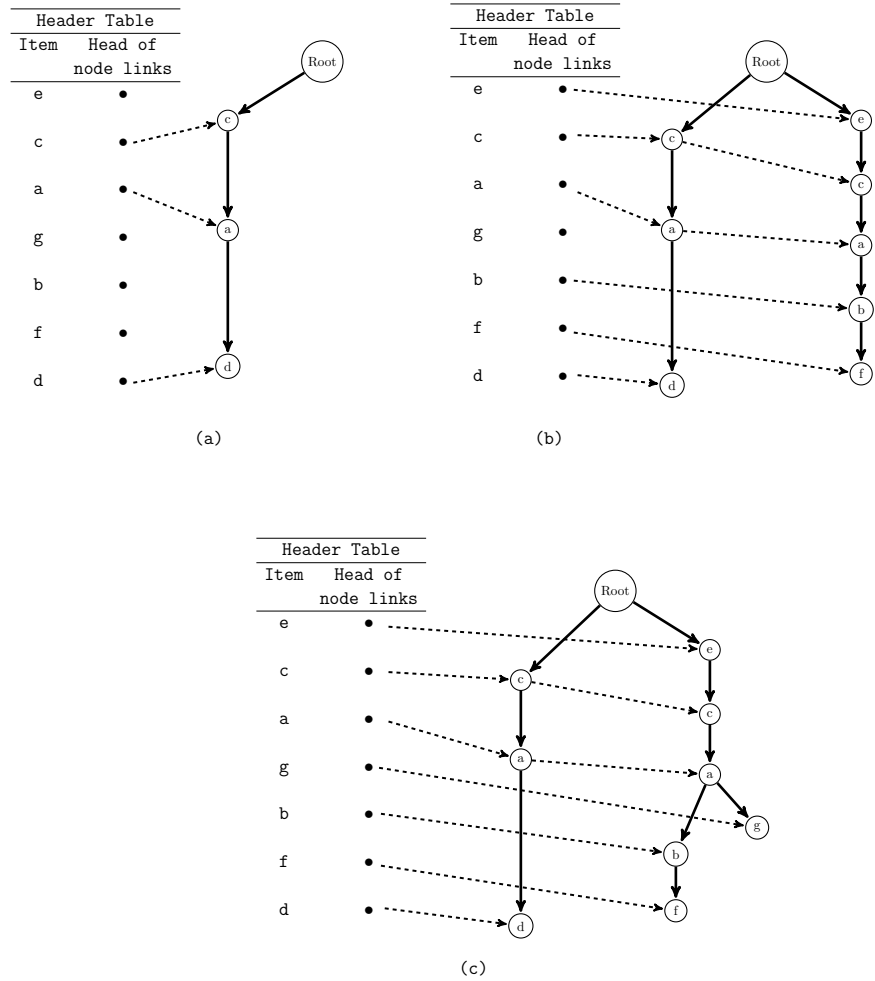 Header Table
Item Head of
node links
Root
e
c
c
a
a
g
b
f
d
d
(a)
Header Table
Item Head of
node links
Root
e
e
c
c
c
a
a
a
g
b
b
f
f
d
d
(b)
Header Table
Item Head of
node links
Root
e
e
c
c
c
a
a
a
g
g
b
b
f
f
d
d
(c)